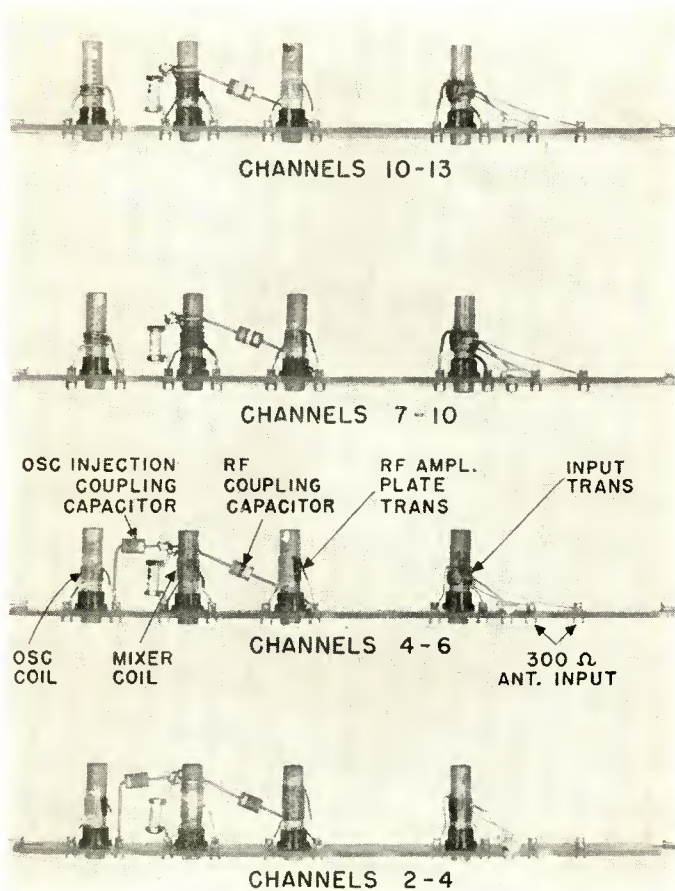 CHANNELS 10-13
CHANNELS 7-10
OSC INJECTION
COUPLING
CAPACITOR
RF
COUPLING
CAPACITOR
RF AMPL.
PLATE
TRANS
INPUT
TRANS
OSC
COIL
MIXER
COIL
CHANNELS 4-6
300 Ω
ANT. INPUT
CHANNELS 2-4